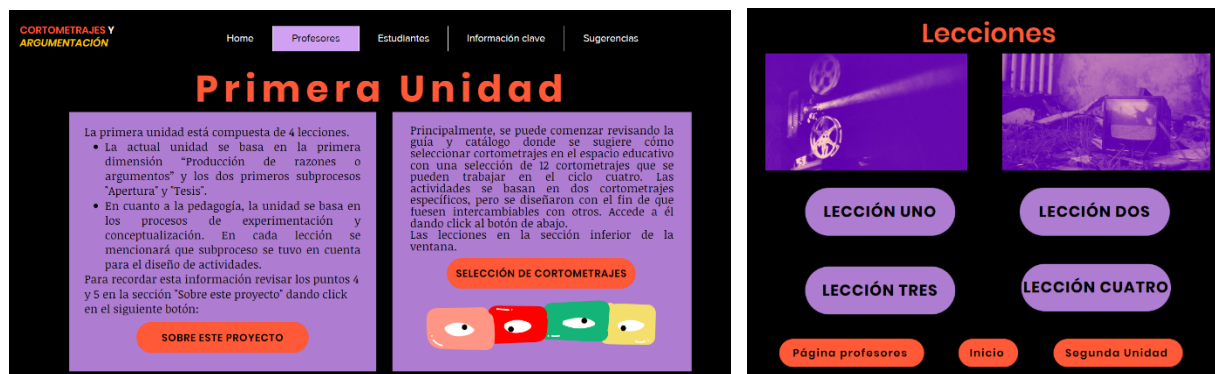 CORTOMETRAJES Y
ARGUMENTACIÓN
Home
Profesores
Estudiantes
Información clave
Sugerencias
Primera Unidad
La primera unidad está compuesta de 4 lecciones.
• La actual unidad se basa en la primera
dimensión “Producción de razones o
argumentos” y los dos primeros subprocesos
"Apertura" y "Tesis".
• En cuanto a la pedagogía, la unidad se basa en
los procesos de experimentación y
conceptualización. En cada lección se
mencionará que subproceso se tuvo en cuenta
para el diseño de actividades.
Para recordar esta información revisar los puntos 4
y 5 en la sección "Sobre este proyecto" dando click
en el siguiente botón:
SOBRE ESTE PROYECTO
Principalmente, se puede comenzar revisando la
guía y catálogo donde se sugiere cómo
seleccionar cortometrajes en el espacio educativo
con una selección de 12 cortometrajes que se
pueden trabajar en el ciclo cuatro. Las
actividades se basan en dos cortometrajes
específicos, pero se diseñaron con el fin de que
fuesen intercambiables con otros. Accede a él
dando click al botón de abajo.
Las lecciones en la sección inferior de la
ventana.
SELECCIÓN DE CORTOMETRAJES
Lecciones
LECCIÓN UNO
LECCIÓN DOS
LECCIÓN TRES
LECCIÓN CUATRO
Página profesores
Inicio
Segunda Unidad